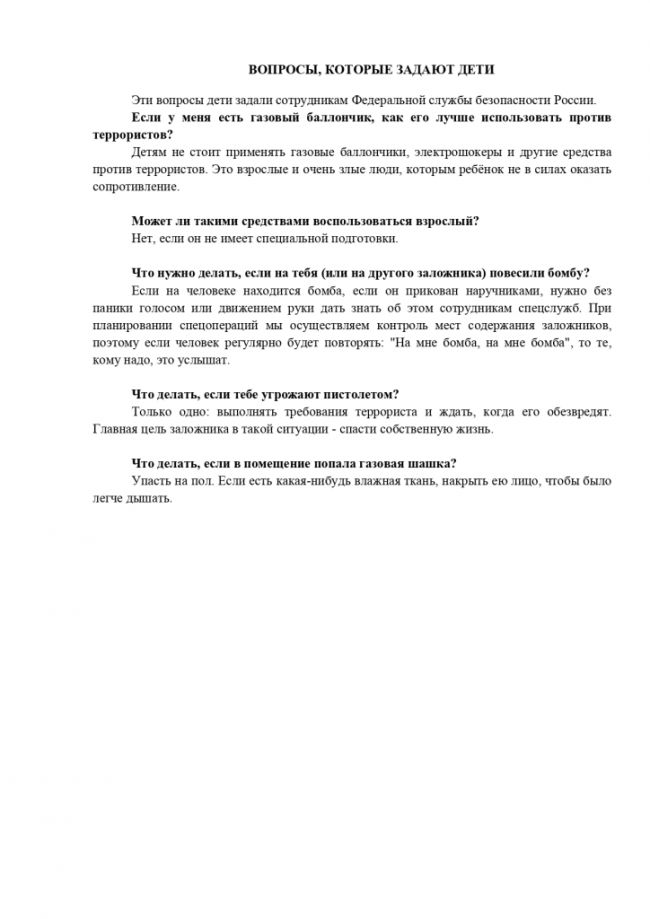 ВОПРОСЫ, КОТОРЫЕ ЗАДАЮТ ДЕТИ
Эти вопросы дети задали сотрудникам Федеральной службы безопасности России.
Если у меня есть газовый баллончик, как его лучше использовать против
террористов?
Детям не стоит применять газовые баллончики, электрошокеры и другие средства
против террористов. Это взрослые и очень злые люди, которым ребёнок не в силах оказать
сопротивление.
Может ли такими средствами воспользоваться взрослый?
Нет, если он не имеет специальной подготовки.
Что нужно делать, если на тебя (или на другого заложника) повесили бомбу?
Если на человеке находится бомба, если он прикован наручниками, нужно без
паники голосом или движением руки дать знать об этом сотрудникам спецслужб. При
планировании спецопераций мы осуществляем контроль мест содержания заложников,
поэтому если человек регулярно будет повторять: "На мне бомба, на мне бомба", то те,
кому надо, это услышат.
Что делать, если тебе угрожают пистолетом?
Только одно: выполнять требования террориста и ждать, когда его обезвредят.
Главная цель заложника в такой ситуации - спасти собственную жизнь.
Что делать, если в помещение попала газовая шашка?
Упасть на пол. Если есть какая-нибудь влажная ткань, накрыть ею лицо, чтобы было
легче дышать.